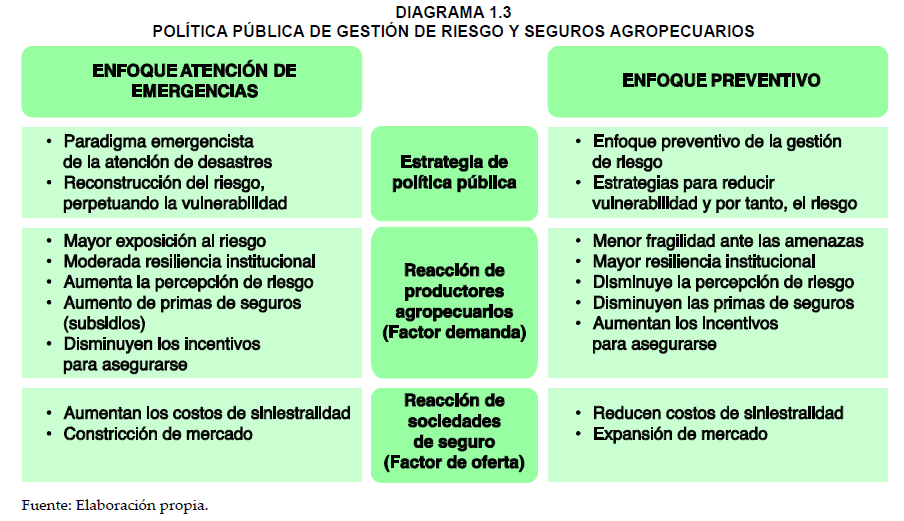 DIAGRAMA 1.3
POLÍTICA PÚBLICA DE GESTIÓN DE RIESGO Y SEGUROS AGROPECUARIOS
ENFOQUE ATENCIÓN DE
EMERGENCIAS
ENFOQUE PREVENTIVO
• Paradigma emergencista
de la atención de desastres
• Reconstrucción del riesgo,
perpetuando la vulnerabilidad
Estrategia de
política pública
• Enfoque preventivo de la gestión
de riesgo
• Estrategias para reducir
vulnerabilidad y por tanto, el riesgo
• Mayor exposición al riesgo
• Moderada resiliencia institucional
• Aumenta la percepción de riesgo
• Aumento de primas de seguros
(subsidios)
• Disminuyen los incentivos
para asegurarse
Reacción de
productores
agropecuarios
(Factor demanda)
• Menor fragilidad ante las amenazas
• Mayor resiliencia institucional
• Disminuye la percepción de riesgo
• Disminuyen las primas de seguros
• Aumentan los incentivos
para asegurarse
• Aumentan los costos de siniestralidad
• Constricción de mercado
Reacción de
sociedades
de seguro
(Factor de oferta)
• Reducen costos de siniestralidad
• Expansión de mercado
Fuente: Elaboración propia.